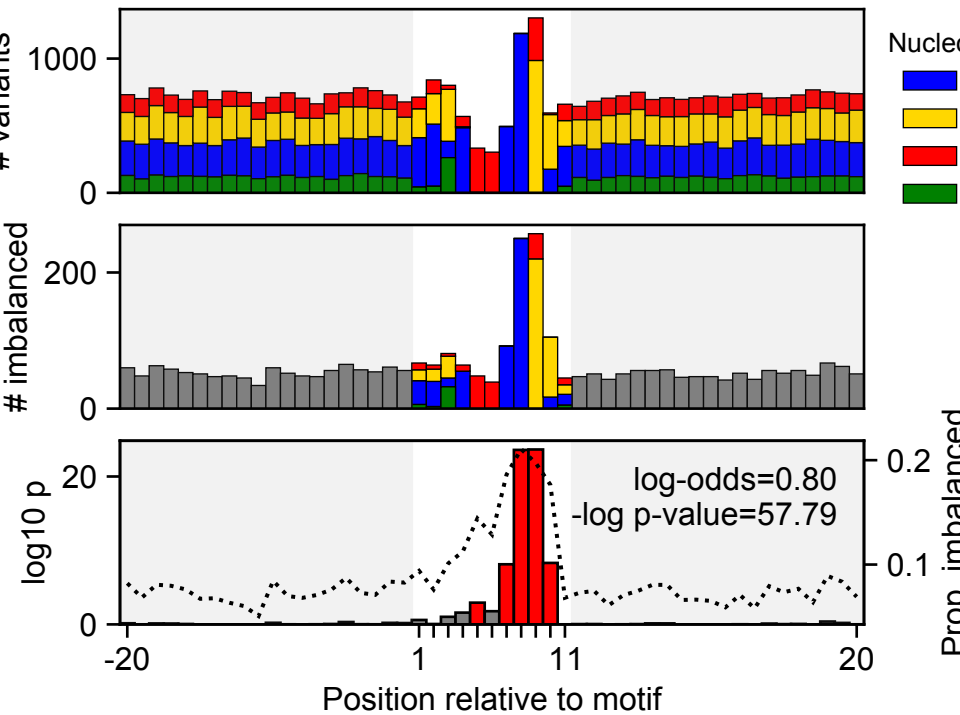 # variants
1000
0
Nucleo
# imbalanced
200
0
log10 p
20
0
log-odds=0.80
-log p-value=57.79
0.2
0.1
Prop. imbalanced
-20
1
11
20
Position relative to motif